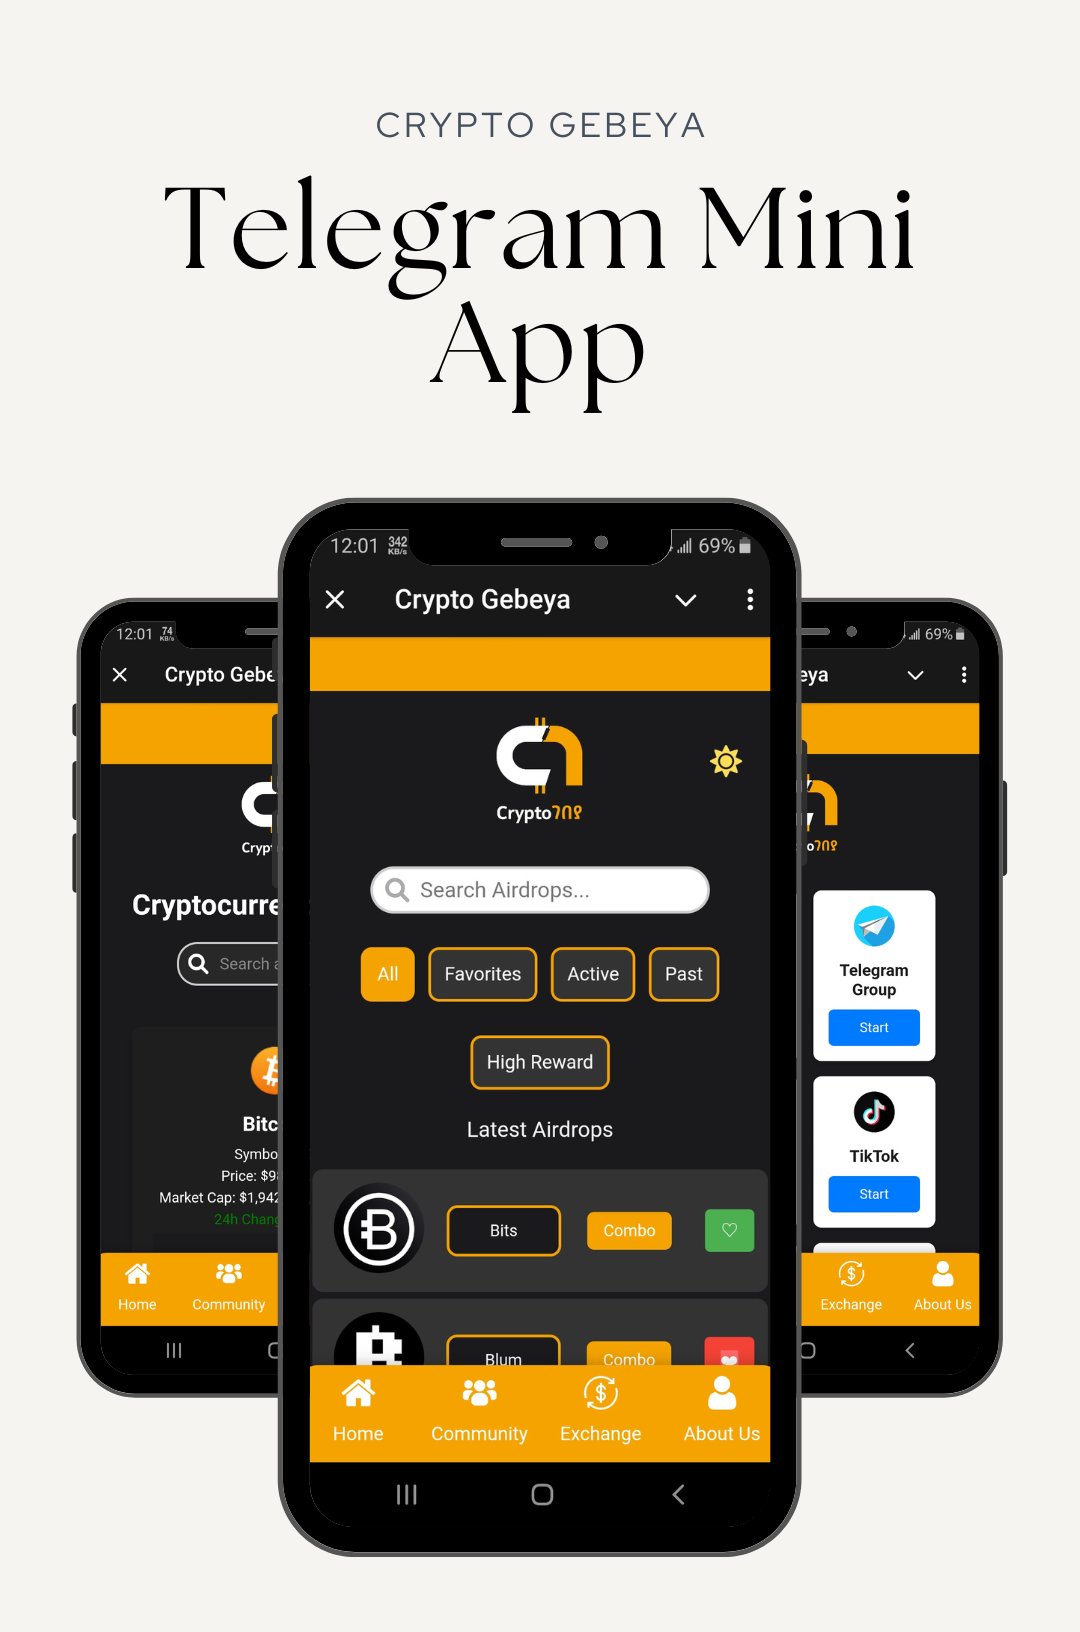 CRYPTO GEBEYA
Telegram Mini
App
12:01 342 KB/s 69%
Crypto Gebeya
Cryptoገበያ
Search Airdrops...
All Favorites Active Past
High Reward
Latest Airdrops
Bits Combo
Blum Combo
Home Community Exchange About Us
12:01 74 KB/s
Crypto Gebe
Cryp
Cryptocurre
Search a
Bitc
Symbo
Price: $9
Market Cap: $1,942
24h Chang
Home Community
69%
eya
oገበያ
Telegram
Group
Start
TikTok
Start
Exchange About Us